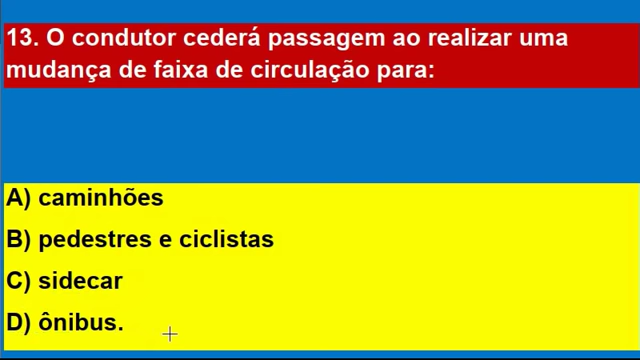 13. O condutor cederá passagem ao realizar uma
mudança de faixa de circulação para:
A) caminhões
B) pedestres e ciclistas
C) sidecar
D) ônibus.